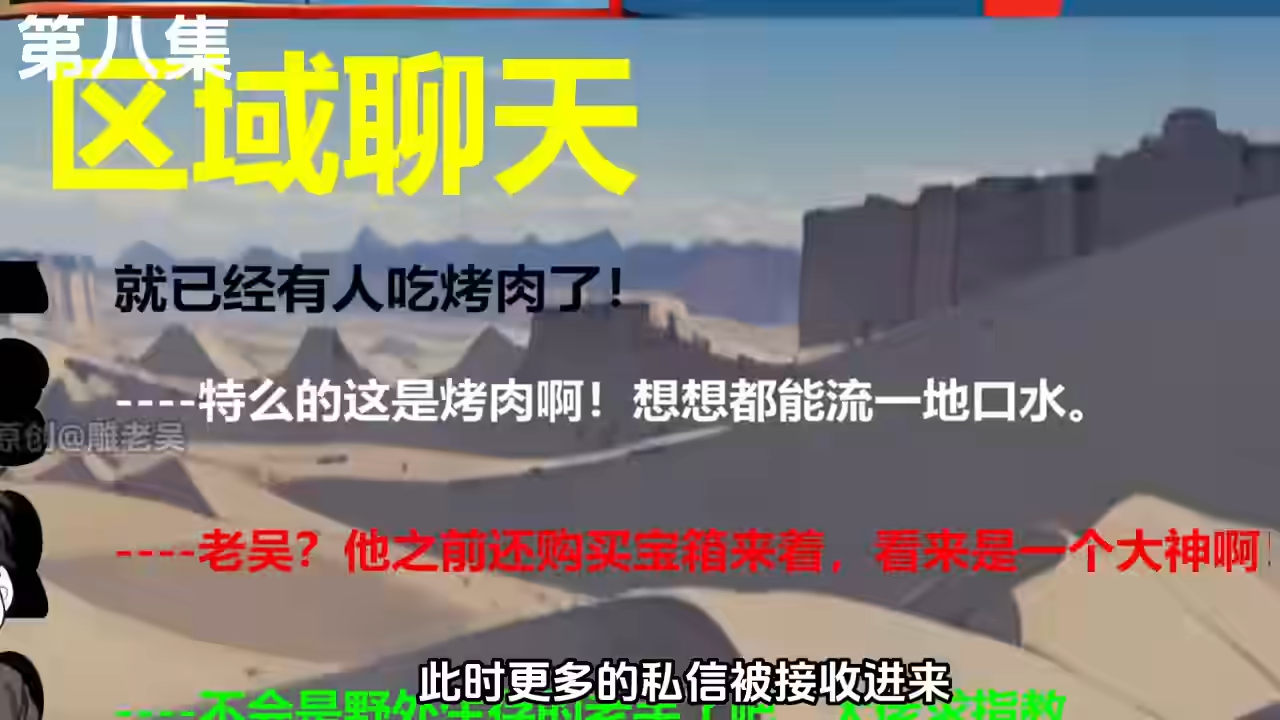 第八集
区域聊天
就已经有人吃烤肉了！
----特么的这是烤肉啊！想想都能流一地口水。
原创@雕老吴
----老吴？他之前还购买宝箱来着，看来是一个大神啊！
此时更多的私信被接收进来